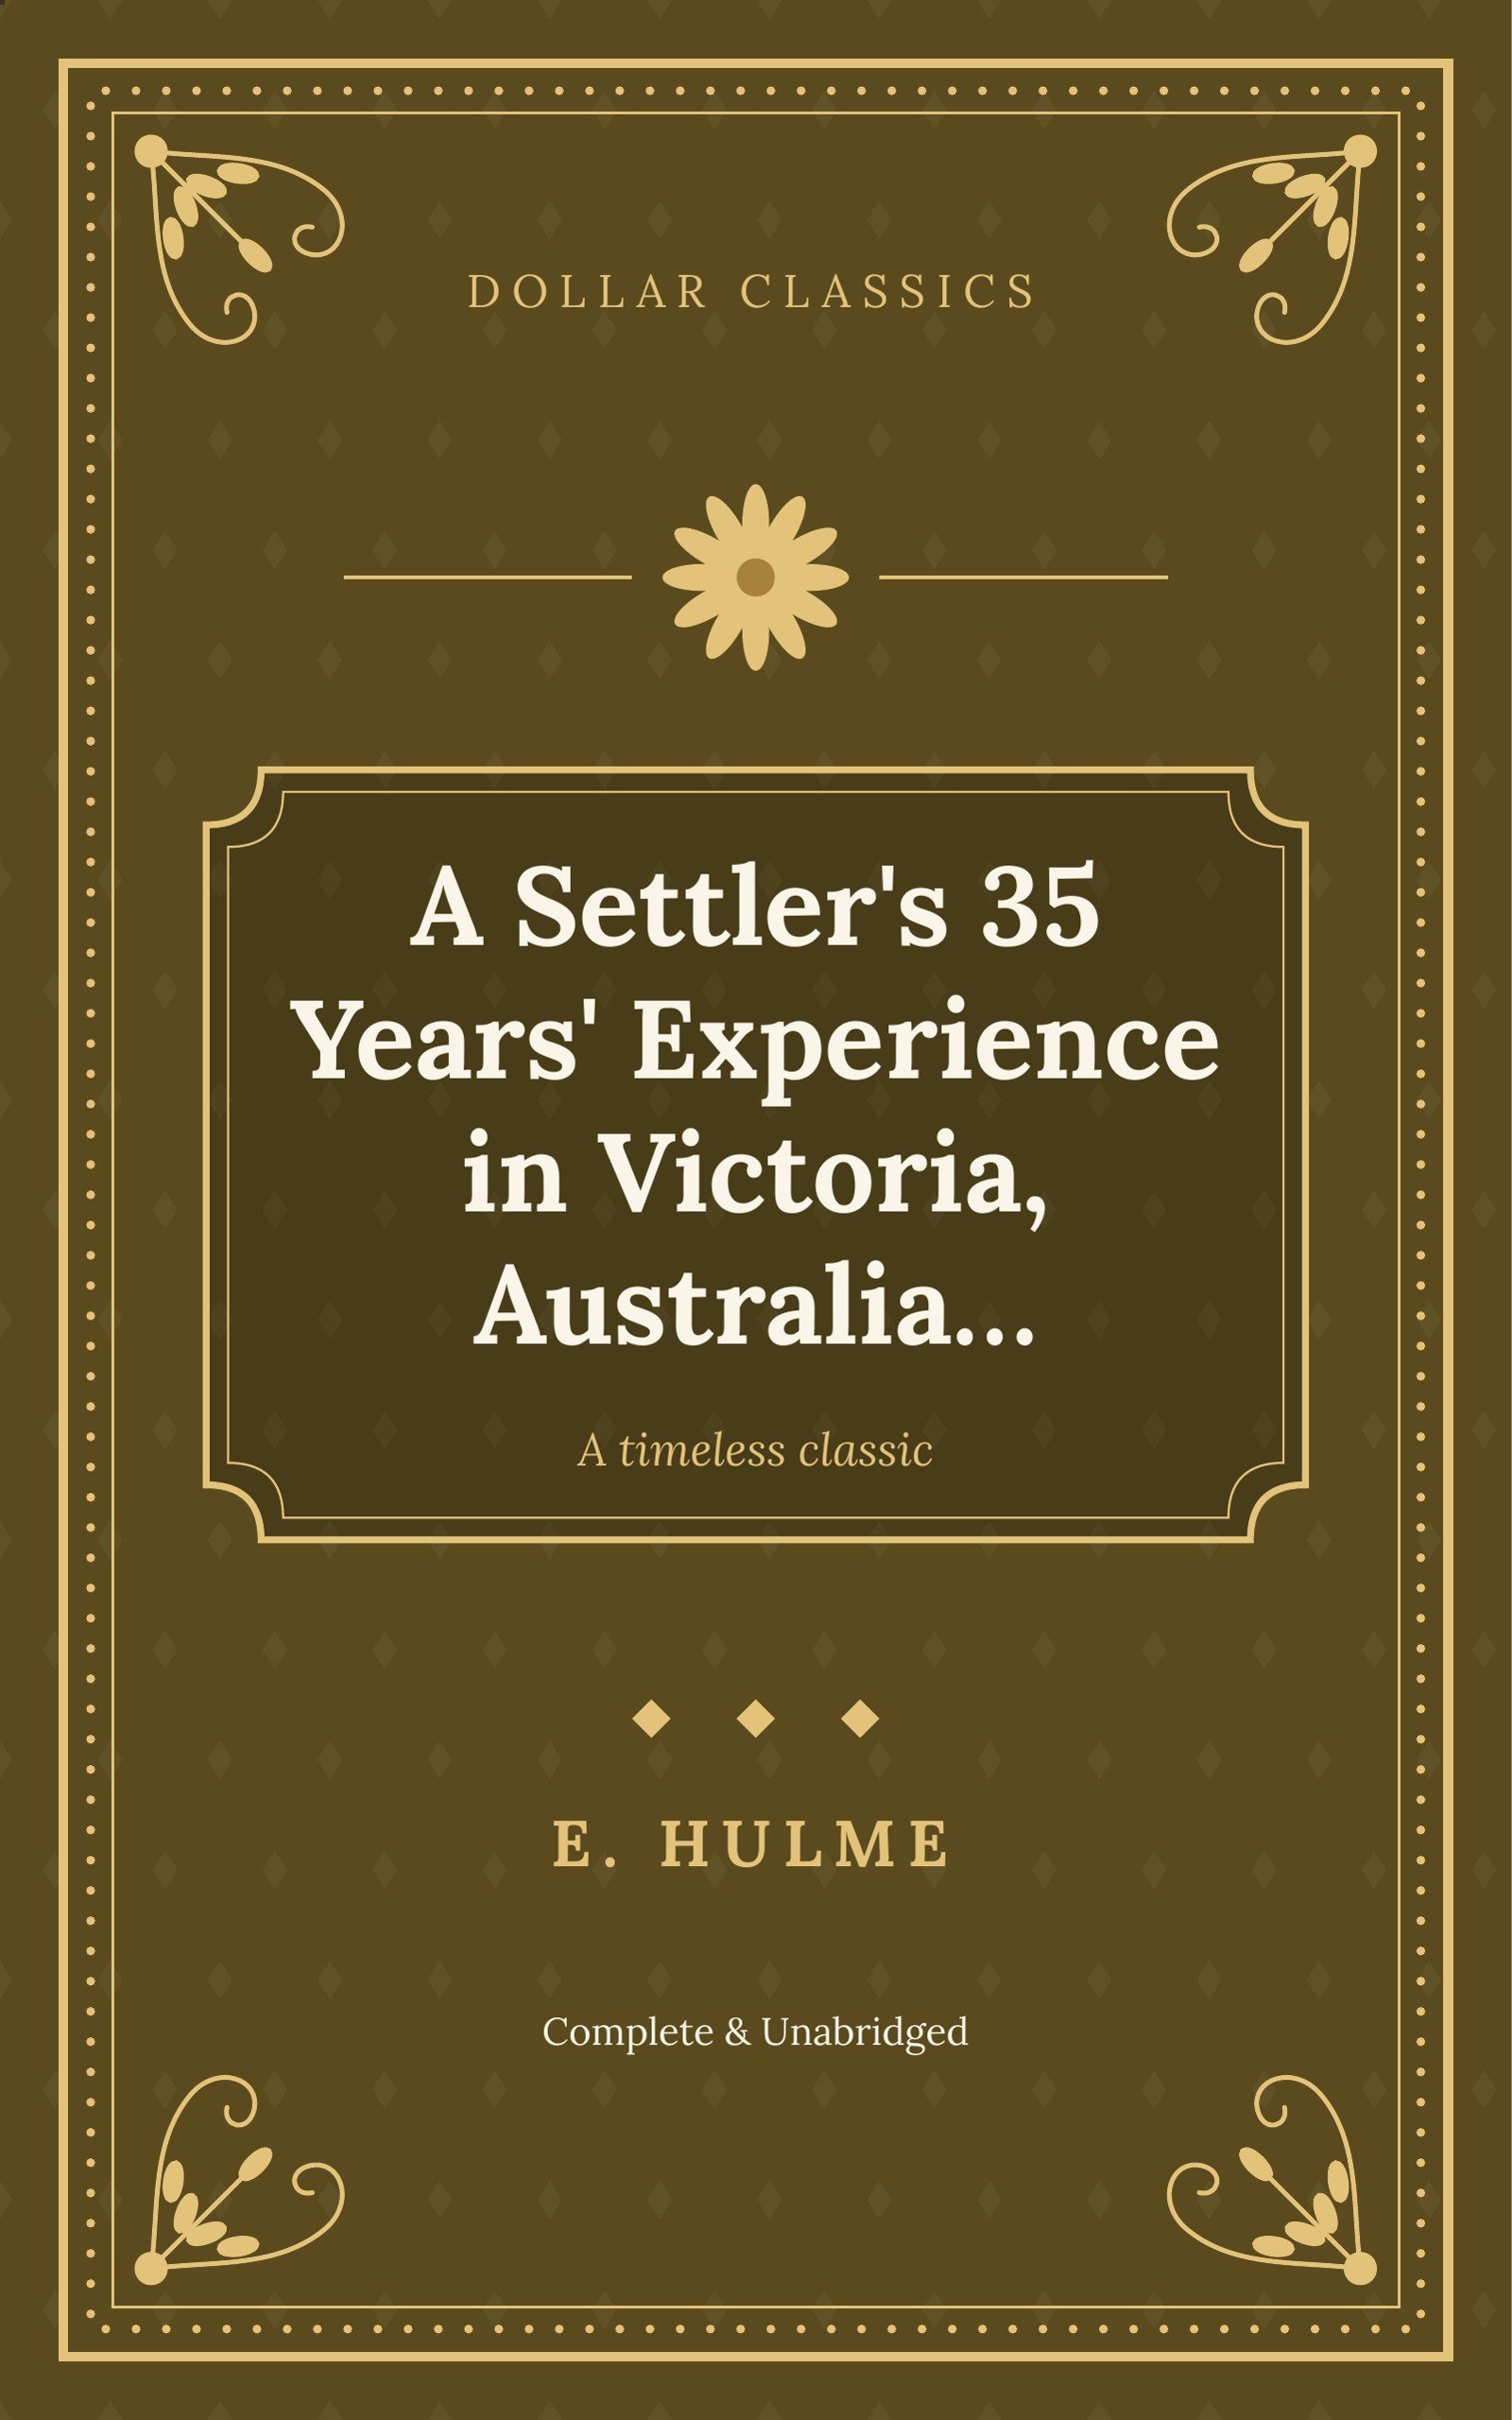 DOLLAR CLASSICS
A Settler's 35
Years' Experience
in Victoria,
Australia...
A timeless classic
E. HULME
Complete & Unabridged